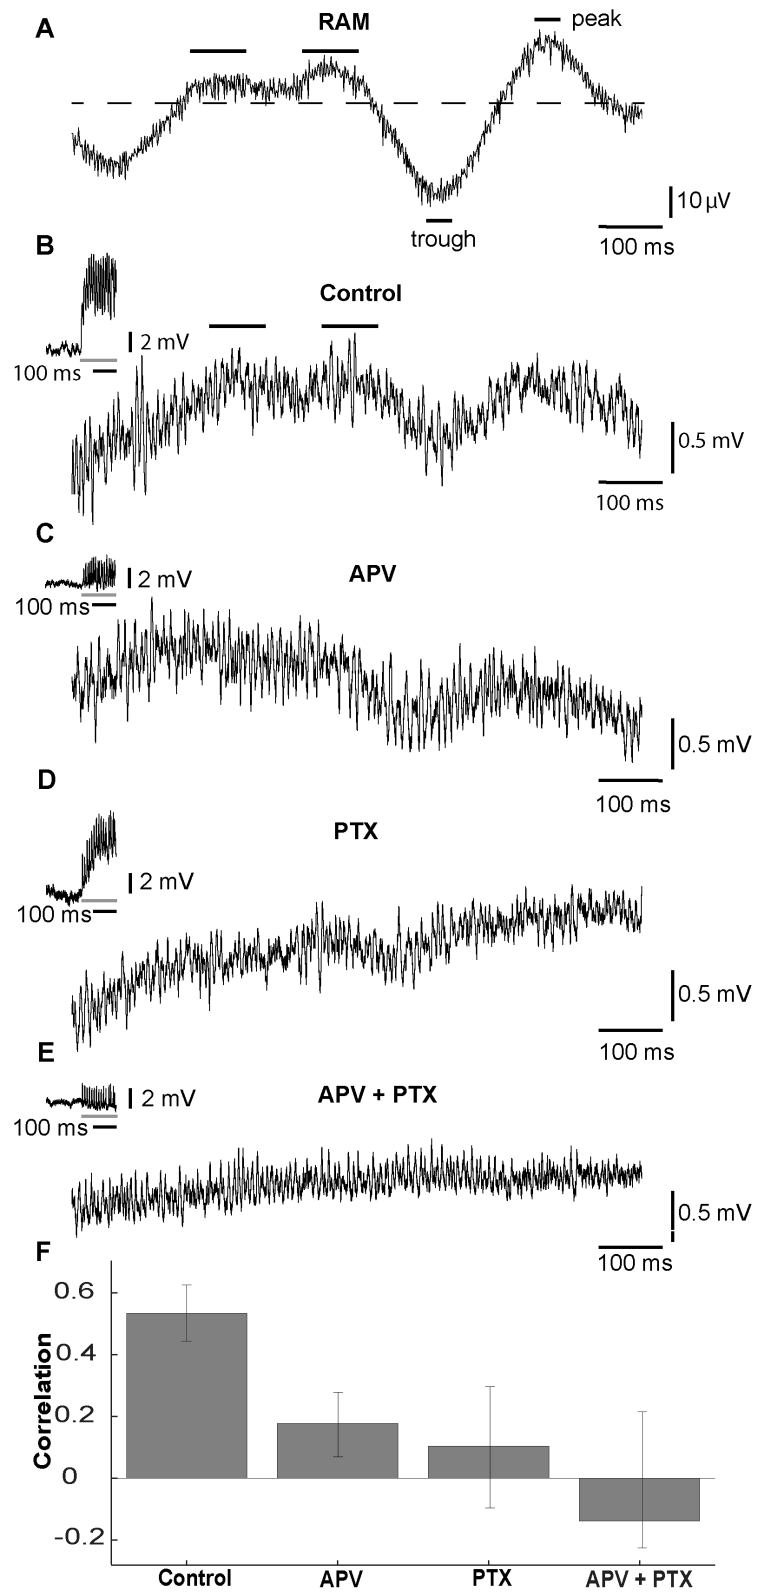 A
RAM
peak
10 μV
trough
100 ms
B
Control
2 mV
100 ms
0.5 mV
100 ms
C
APV
2 mV
100 ms
0.5 mV
100 ms
D
PTX
2 mV
100 ms
0.5 mV
100 ms
E
APV + PTX
2 mV
100 ms
0.5 mV
100 ms
F
Correlation
0.6
0.4
0.2
0
-0.2
Control APV PTX APV + PTX